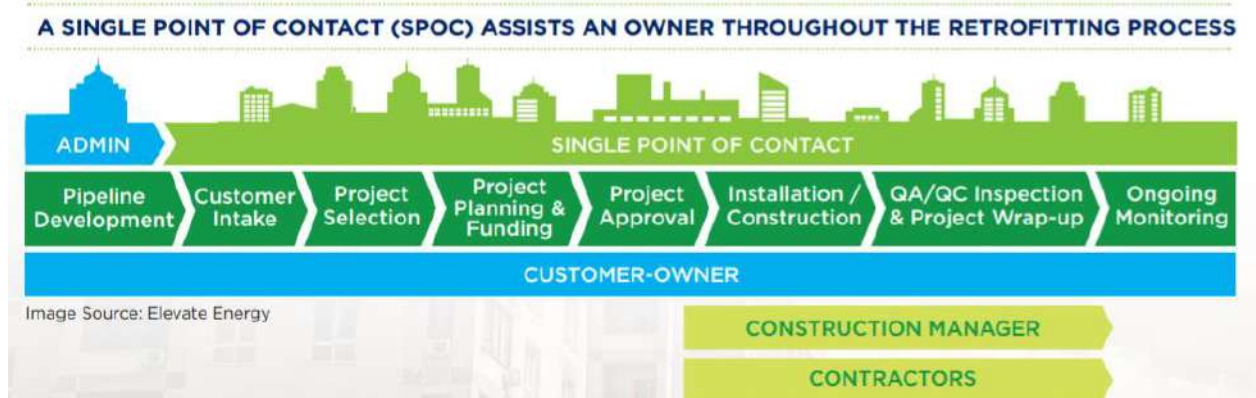 A SINGLE POINT OF CONTACT (SPOC) ASSISTS AN OWNER THROUGHOUT THE RETROFITTING PROCESS
ADMIN
SINGLE POINT OF CONTACT
Pipeline
Development
Customer
Intake
Project
Selection
Project
Planning &
Funding
Project
Approval
Installation /
Construction
QA/QC Inspection
& Project Wrap-up
Ongoing
Monitoring
CUSTOMER-OWNER
Image Source: Elevate Energy
CONSTRUCTION MANAGER
CONTRACTORS